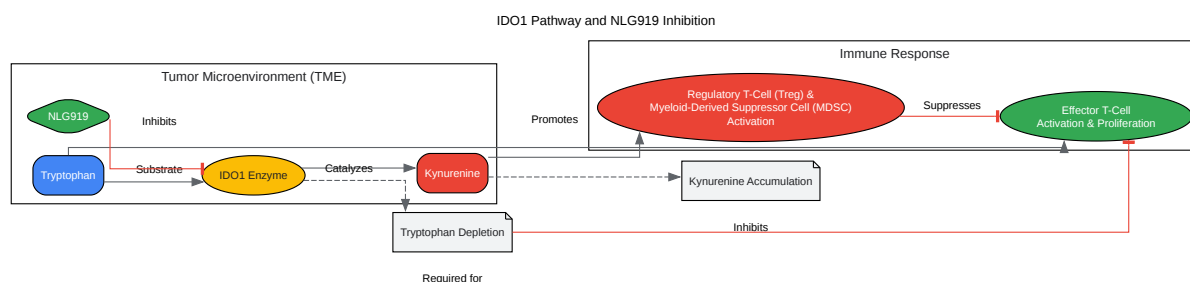 IDO1 Pathway and NLG919 Inhibition
Tumor Microenvironment (TME)
Immune Response
NLG919
Inhibits
Tryptophan
Substrate
IDO1 Enzyme
Catalyzes
Kynurenine
Promotes
Regulatory T-Cell (Treg) &
Myeloid-Derived Suppressor Cell (MDSC)
Activation
Suppresses
Effector T-Cell
Activation & Proliferation
Kynurenine Accumulation
Tryptophan Depletion
Inhibits
Required for